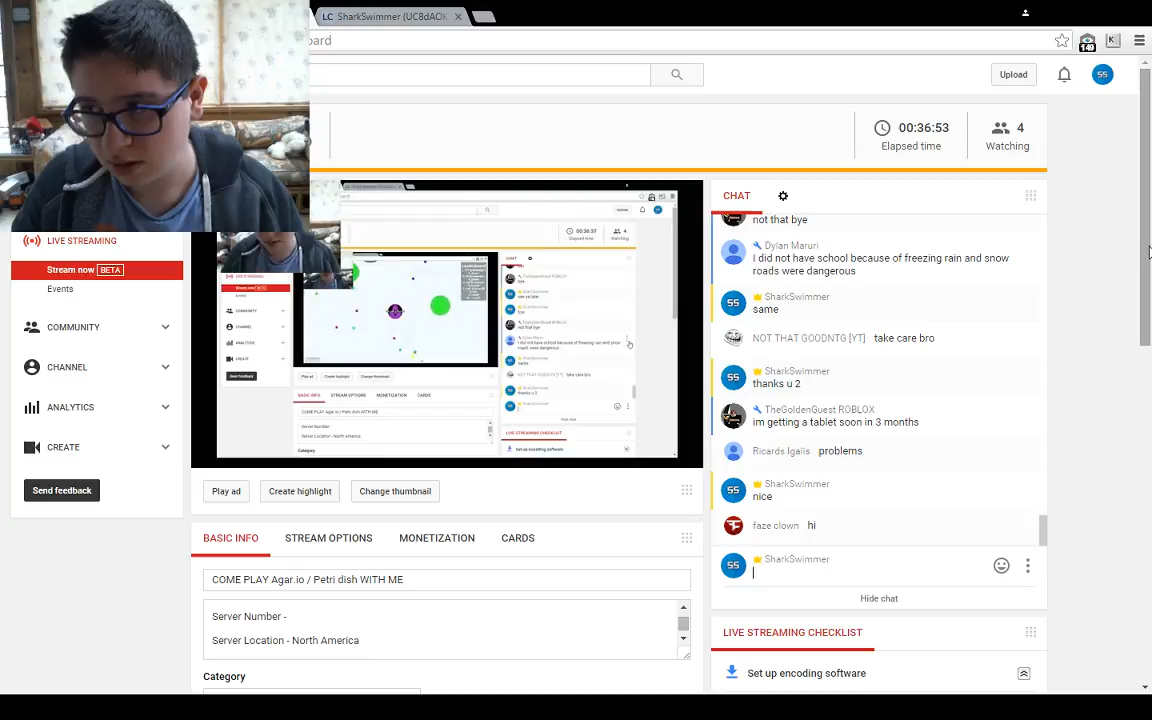 LC SharkSwimmer (UC8dAOk
ard
149
Upload
SS
00:36:53
Elapsed time
4
Watching
LIVE STREAMING
Stream now BETA
Events
COMMUNITY
CHANNEL
ANALYTICS
CREATE
Send feedback
Play ad
Create highlight
Change thumbnail
BASIC INFO
STREAM OPTIONS
MONETIZATION
CARDS
COME PLAY Agar.io / Petri dish WITH ME
Server Number -
Server Location - North America
Category
CHAT
not that bye
Dylan Maruri
I did not have school because of freezing rain and snow
roads were dangerous
SharkSwimmer
same
NOT THAT GOODNTG [YT] take care bro
SharkSwimmer
thanks u 2
TheGoldenGuest ROBLOX
im getting a tablet soon in 3 months
Ricards Igalis problems
SharkSwimmer
nice
faze clown hi
SharkSwimmer
Hide chat
LIVE STREAMING CHECKLIST
Set up encoding software